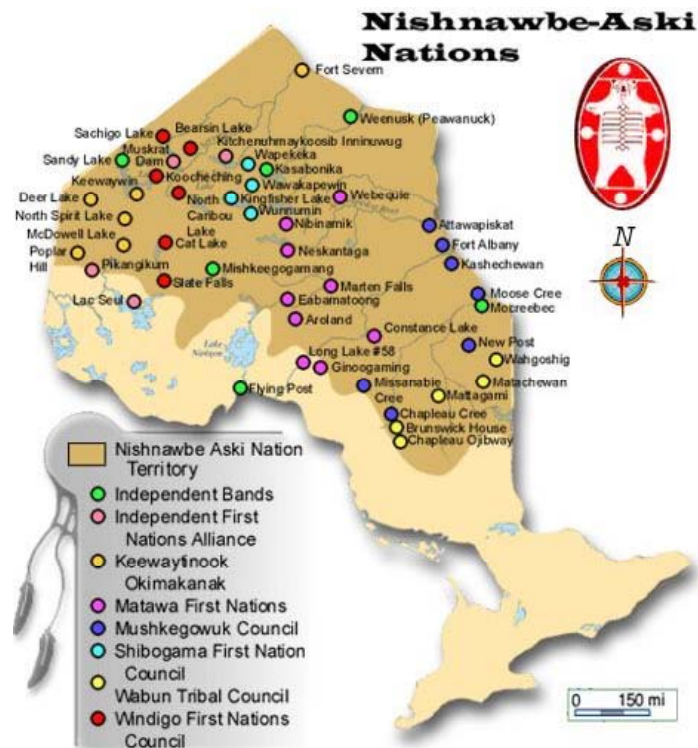 Nishnawbe-Aski
Nations
Fort Severn
Weenusk (Peawanuck)
Sachigo Lake
Bearsin Lake
Muskrat
Dam
Kitchenuhmaykoosib Inninuwug
Sandy Lake
Wapekeka
Kasabonika
Keewaywin
Koocheching
Wawakapewin
Deer Lake
North
Caribou
Lake
Kingfisher Lake
Webequie
North Spirit Lake
Wunnumin
Nibinamik
Attawapiskat
McDowell Lake
Cat Lake
Neskantaga
Fort Albany
Poplar
Hill
Pikangikum
Mishkeegogamang
Kashechewan
Slate Falls
Marten Falls
Moose Cree
Lac Seul
Eabamatoong
Mocreebec
Aroland
Constance Lake
New Post
Lake
Nipigon
Long Lake #58
Wahgoshig
Ginoogaming
Matachewan
Flying Post
Missanabie
Cree
Mattagami
Chapleau Cree
Brunswick House
Chapleau Ojibway
N
Nishnawbe Aski Nation
Territory
Independent Bands
Independent First
Nations Alliance
Keewaytinook
Okimakanak
Matawa First Nations
Mushkegowuk Council
Shibogama First Nation
Council
Wabun Tribal Council
Windigo First Nations
Council
0 150 mi